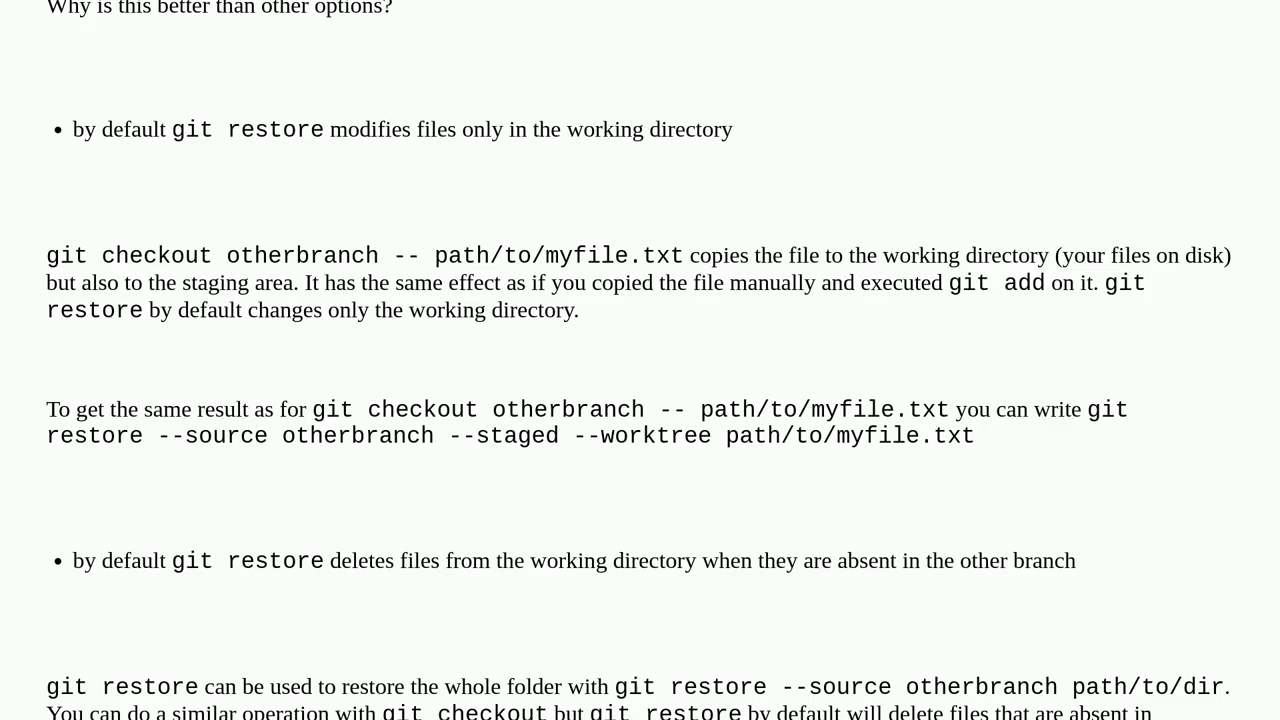 Why is this better than other options?
• by default git restore modifies files only in the working directory
git checkout otherbranch -- path/to/myfile.txt copies the file to the working directory (your files on disk)
but also to the staging area. It has the same effect as if you copied the file manually and executed git add on it. git
restore by default changes only the working directory.
To get the same result as for git checkout otherbranch -- path/to/myfile.txt you can write git
restore --source otherbranch --staged --worktree path/to/myfile.txt
• by default git restore deletes files from the working directory when they are absent in the other branch
git restore can be used to restore the whole folder with git restore --source otherbranch path/to/dir.
You can do a similar operation with git checkout but git restore by default will delete files that are absent in